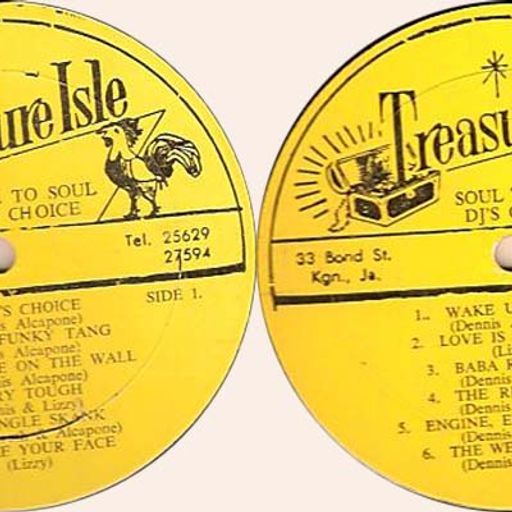 ure Isle
E TO SOUL
CHOICE
Tel. 25629
27594
'S CHOICE
SIDE 1.
is Alcapone)
FUNKY TANG
is Alcapone)
E ON THE WALL
nis Alcapone)
RY TOUGH
nis & Lizzy)
NGLE SKANK
& Alcapone)
F YOUR FACE
(Lizzy)
Treasu
SOUL
DJ'S
33 Bond St.
Kgn., Ja.
1.. WAKE U
(Dennis
2. LOVE IS
(Li
3. BABA
(Dennis
4. THE R
(Dennis
5. ENGINE, E
(Dennis
6. THE WE
(Dennis